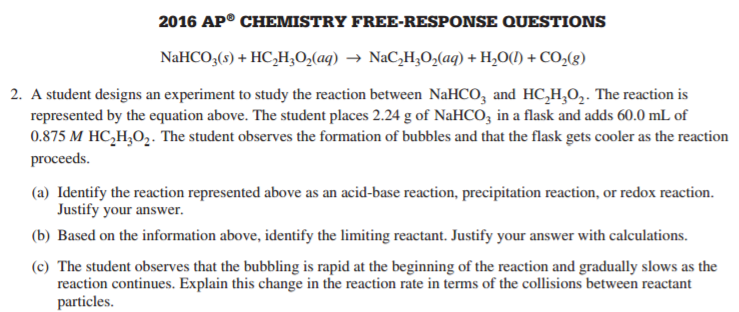 2016 AP® CHEMISTRY FREE-RESPONSE QUESTIONS
NaHCO₃(s) + HC₂H₃O₂(aq) → NaC₂H₃O₂(aq) + H₂O(l) + CO₂(g)
2. A student designs an experiment to study the reaction between NaHCO₃ and HC₂H₃O₂. The reaction is
represented by the equation above. The student places 2.24 g of NaHCO₃ in a flask and adds 60.0 mL of
0.875 M HC₂H₃O₂. The student observes the formation of bubbles and that the flask gets cooler as the reaction
proceeds.
(a) Identify the reaction represented above as an acid-base reaction, precipitation reaction, or redox reaction.
Justify your answer.
(b) Based on the information above, identify the limiting reactant. Justify your answer with calculations.
(c) The student observes that the bubbling is rapid at the beginning of the reaction and gradually slows as the
reaction continues. Explain this change in the reaction rate in terms of the collisions between reactant
particles.